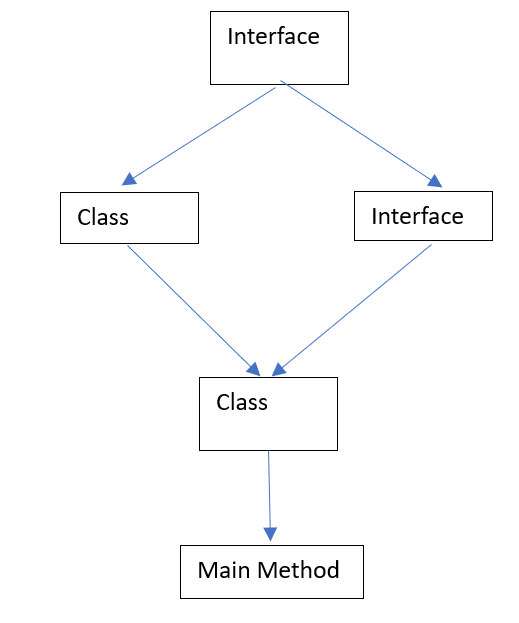 Interface
Class
Interface
Class
Main Method